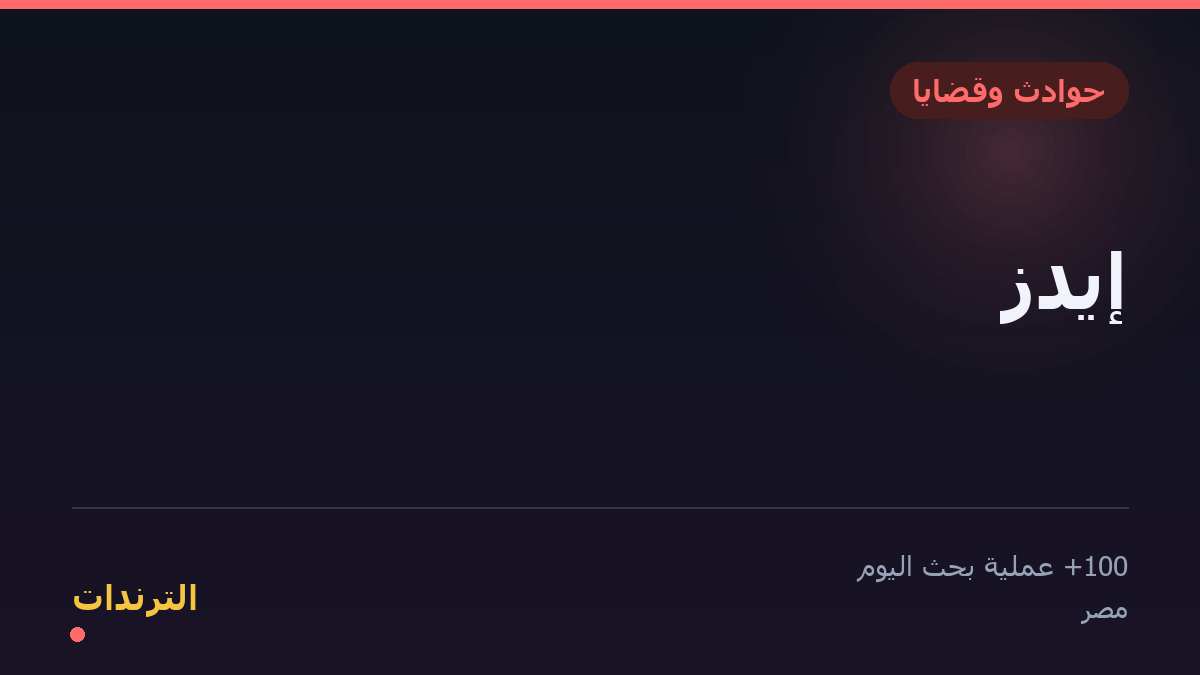 حوادث وقضايا
إيدز
100+ عملية بحث اليوم
مصر
الترندات